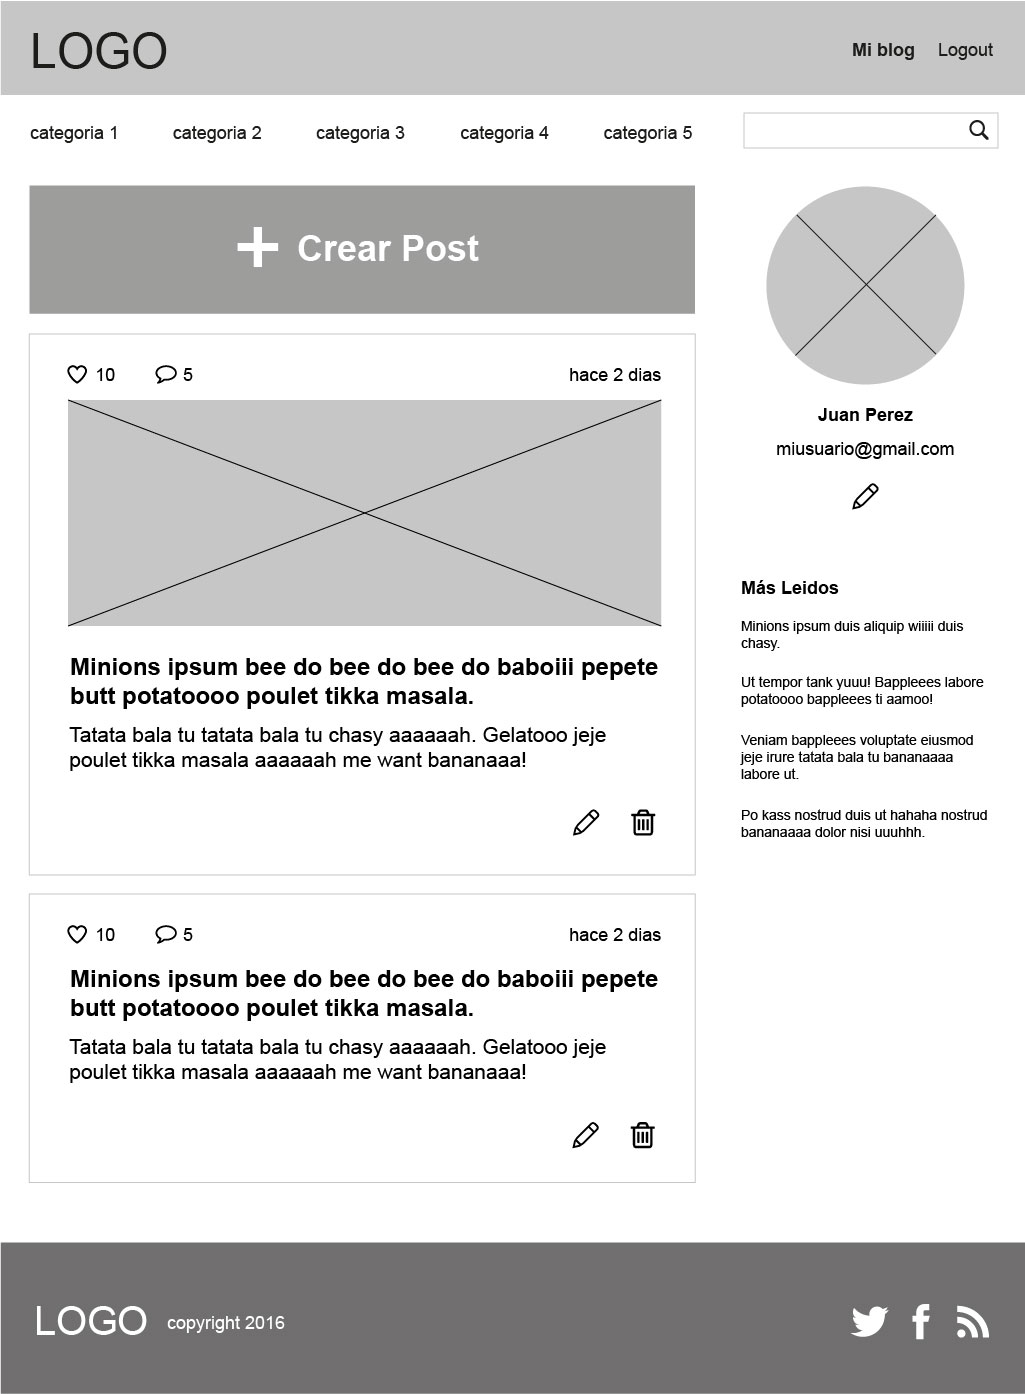 LOGO
Mi blog Logout
categoria 1 categoria 2 categoria 3 categoria 4 categoria 5
Crear Post
10 5 hace 2 dias
Minions ipsum bee do bee do bee do baboiii pepete
butt potatoooo poulet tikka masala.
Tatata bala tu tatata bala tu chasy aaaaaah. Gelatooo jeje
poulet tikka masala aaaaaah me want bananaaa!
10 5 hace 2 dias
Minions ipsum bee do bee do bee do baboiii pepete
butt potatoooo poulet tikka masala.
Tatata bala tu tatata bala tu chasy aaaaaah. Gelatooo jeje
poulet tikka masala aaaaaah me want bananaaa!
Juan Perez
miusuario@gmail.com
Más Leidos
Minions ipsum duis aliquip wiiiii duis
chasy.
Ut tempor tank yuuu! Bappleees labore
potatoooo bappleees ti aamoo!
Veniam bappleees voluptate eiusmod
jeje irure tatata bala tu bananaaaa
labore ut.
Po kass nostrud duis ut hahaha nostrud
bananaaaa dolor nisi uuuhhh.
LOGO copyright 2016